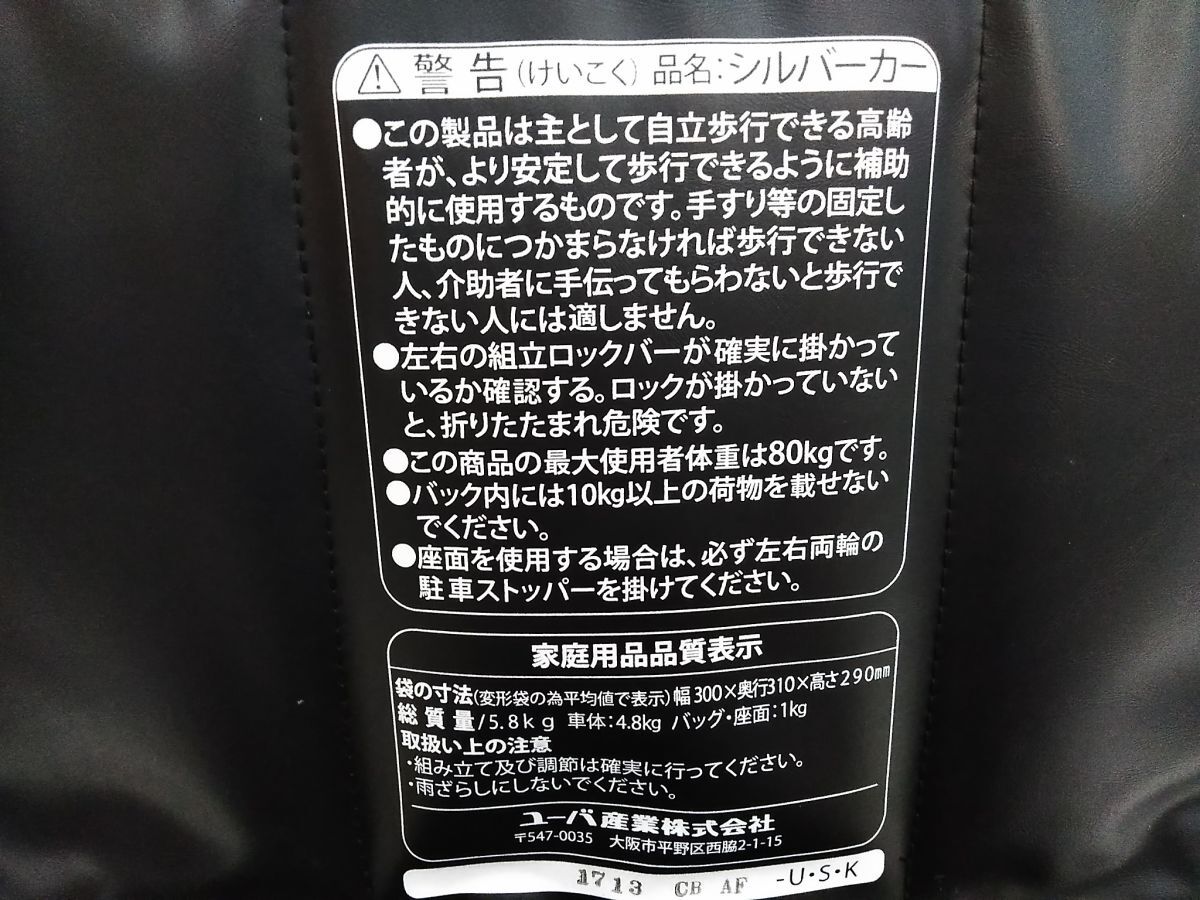 警告(けいこく) 品名:シルバーカー
●この製品は主として自立歩行できる高齢
者が、より安定して歩行できるように補助
的に使用するものです。手すり等の固定し
たものにつかまらなければ歩行できない
人、介助者に手伝ってもらわないと歩行で
きない人には適しません。
●左右の組立ロックバーが確実に掛かって
いるか確認する。ロックが掛かっていない
と、折りたたまれ危険です。
●この商品の最大使用者体重は80kgです。
●バック内には10kg以上の荷物を載せない
でください。
●座面を使用する場合は、必ず左右両輪の
駐車ストッパーを掛けてください。
家庭用品品質表示
袋の寸法(変形袋の為平均値で表示)幅300×奥行310×高さ290mm
総質量/5.8kg 車体:4.8kg バッグ・座面:1kg
取扱い上の注意
・組み立て及び調節は確実に行ってください。
・雨ざらしにしないでください。
ユーバ産業株式会社
〒547-0035 大阪市平野区西脇2-1-15
1713 CB AF -U・S・K